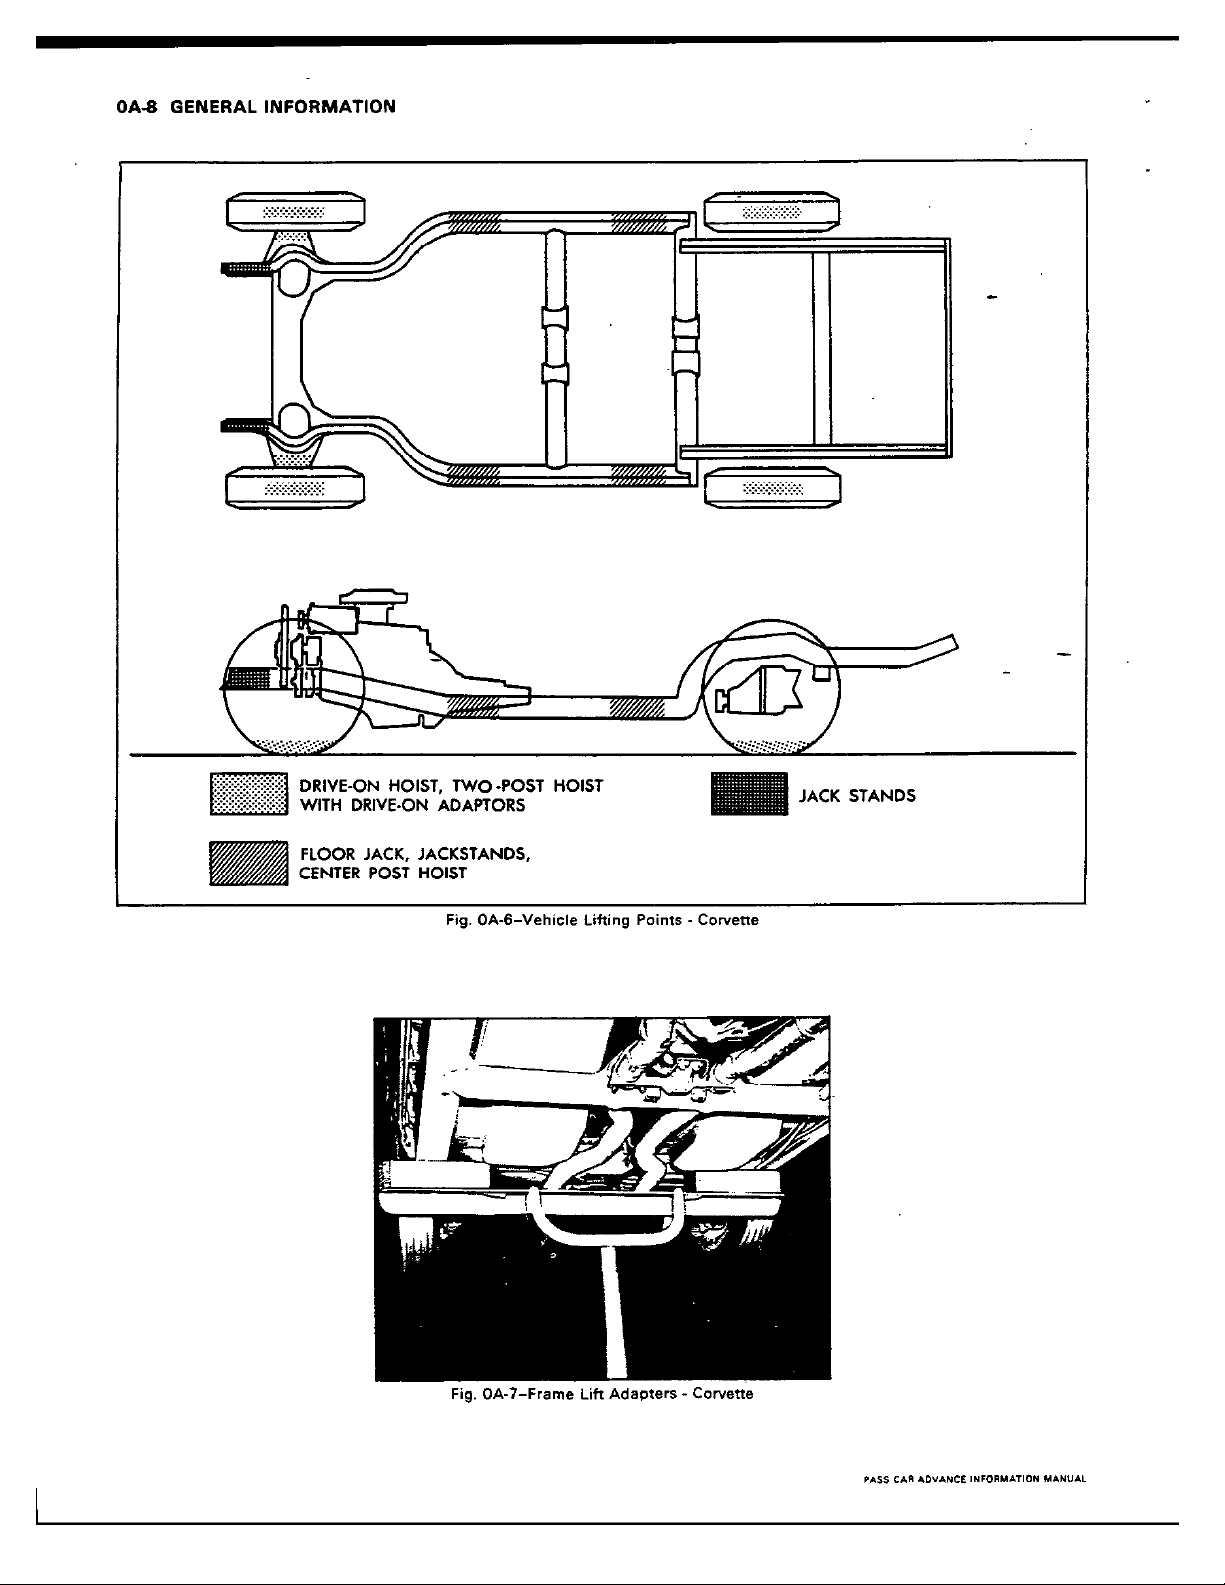 0A-8 GENERAL INFORMATION
DRIVE-ON HOIST, TWO-POST HOIST
WITH DRIVE-ON ADAPTORS
JACK STANDS
FLOOR JACK, JACKSTANDS,
CENTER POST HOIST
Fig. 0A-6–Vehicle Lifting Points - Corvette
Fig. 0A-7–Frame Lift Adapters - Corvette
PASS CAR ADVANCE INFORMATION MANUAL